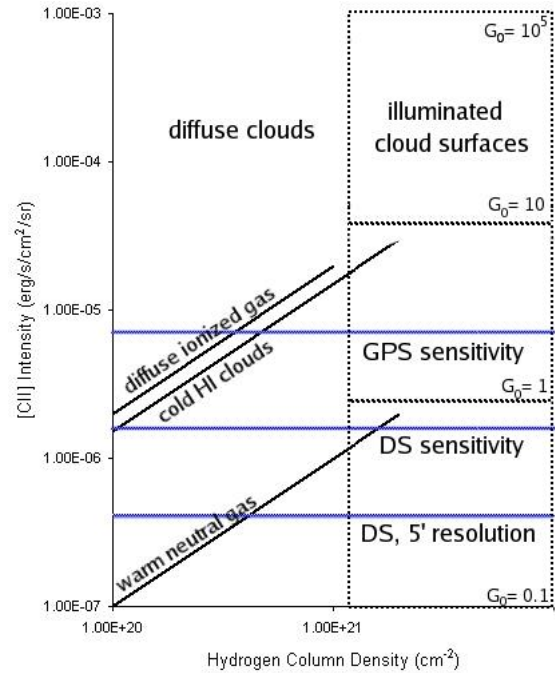 1.00E-03
G₀= 10⁵
diffuse clouds
illuminated
cloud surfaces
1.00E-04
G₀= 10
[CII] Intensity (erg/s/cm²/sr)
1.00E-05
diffuse ionized gas
cold HI clouds
GPS sensitivity
G₀= 1
DS sensitivity
1.00E-06
warm neutral gas
DS, 5' resolution
G₀= 0.1
1.00E-07
1.00E+20
1.00E+21
Hydrogen Column Density (cm⁻²)